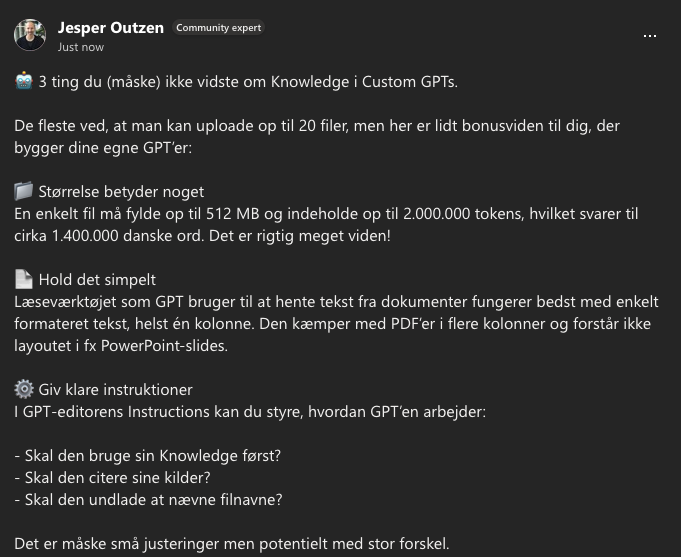 Jesper Outzen Community expert
Just now
🤖 3 ting du (måske) ikke vidste om Knowledge i Custom GPTs.
De fleste ved, at man kan uploade op til 20 filer, men her er lidt bonusviden til dig, der
bygger dine egne GPT’er:
📁 Størrelse betyder noget
En enkelt fil må fylde op til 512 MB og indeholde op til 2.000.000 tokens, hvilket svarer til
cirka 1.400.000 danske ord. Det er rigtig meget viden!
📄 Hold det simpelt
Læseværktøjet som GPT bruger til at hente tekst fra dokumenter fungerer bedst med enkelt
formateret tekst, helst én kolonne. Den kæmper med PDF’er i flere kolonner og forstår ikke
layoutet i fx PowerPoint-slides.
⚙️ Giv klare instruktioner
I GPT-editorens Instructions kan du styre, hvordan GPT’en arbejder:
- Skal den bruge sin Knowledge først?
- Skal den citere sine kilder?
- Skal den undlade at nævne filnavne?
Det er måske små justeringer men potentielt med stor forskel.